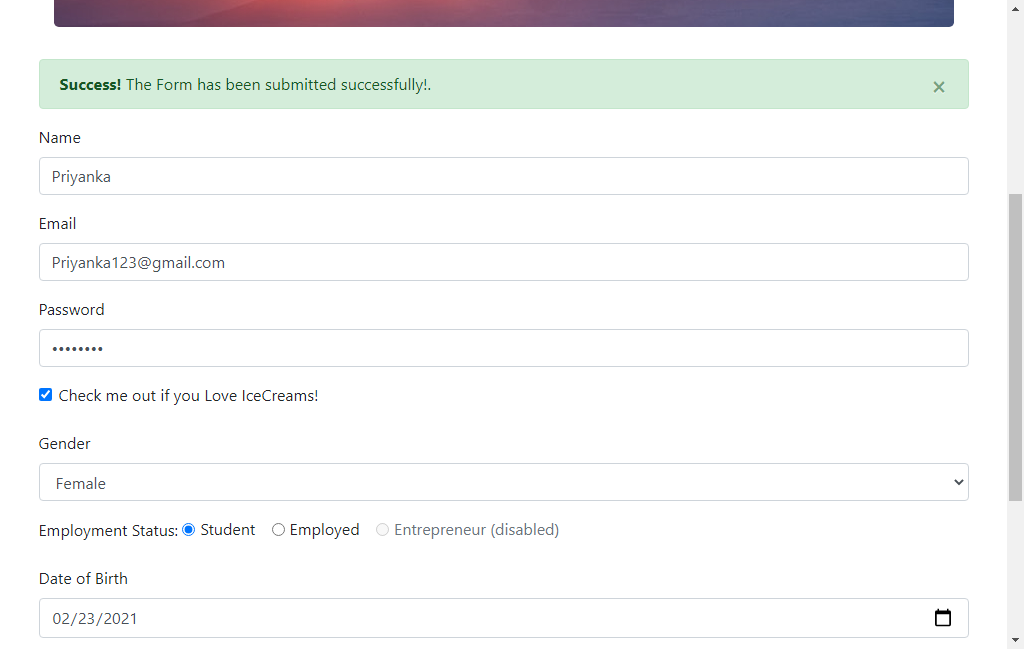 Success! The Form has been submitted successfully!.
×
Name
Priyanka
Email
Priyanka123@gmail.com
Password
••••••••
Check me out if you Love IceCreams!
Gender
Female
Employment Status: Student Employed Entrepreneur (disabled)
Date of Birth
02/23/2021